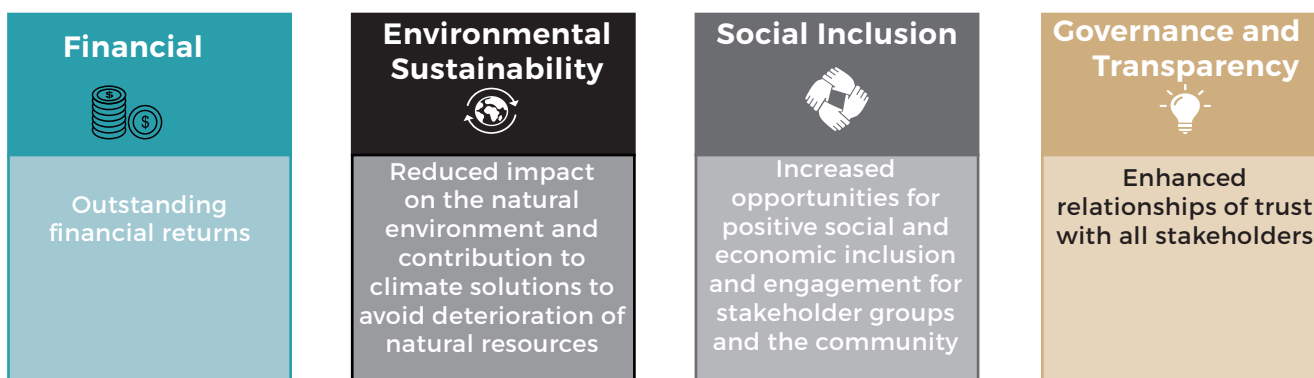 Financial
Outstanding
financial returns
Environmental
Sustainability
Reduced impact
on the natural
environment and
contribution to
climate solutions to
avoid deterioration of
natural resources
Social Inclusion
Increased
opportunities for
positive social and
economic inclusion
and engagement for
stakeholder groups
and the community
Governance and
Transparency
Enhanced
relationships of trust
with all stakeholders